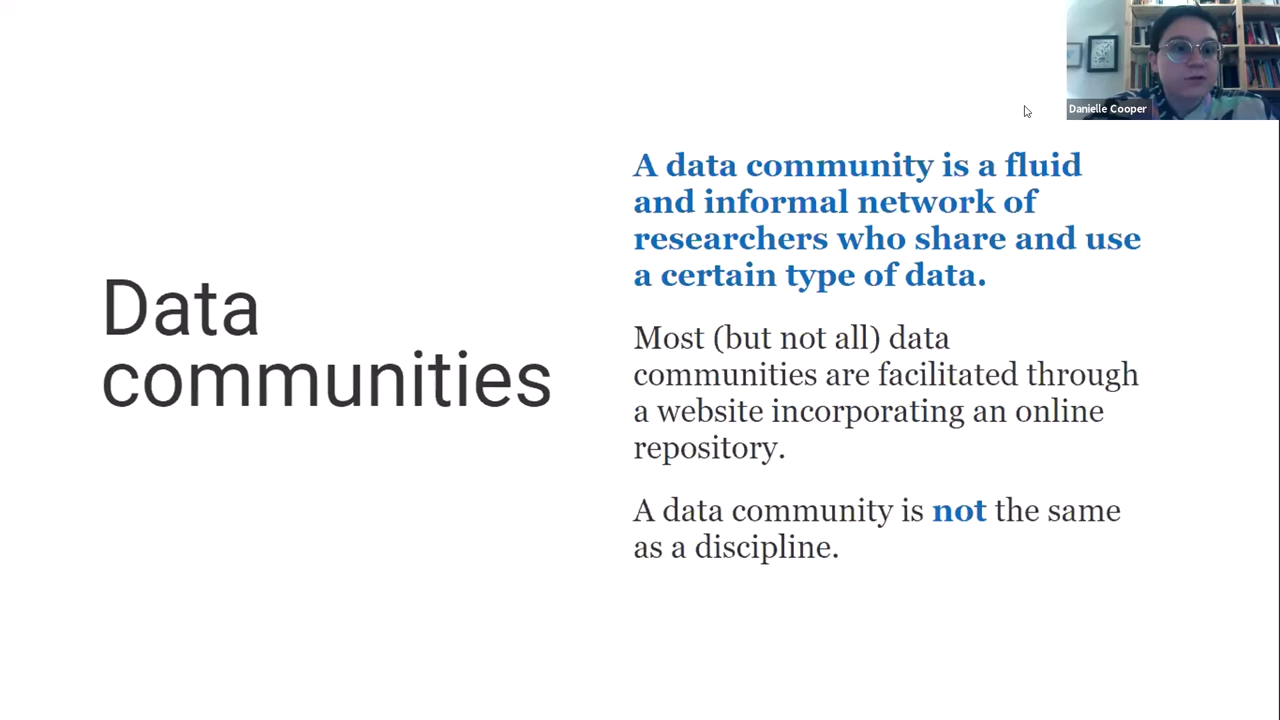 Danielle Cooper
Data
communities
A data community is a fluid
and informal network of
researchers who share and use
a certain type of data.
Most (but not all) data
communities are facilitated through
a website incorporating an online
repository.
A data community is not the same
as a discipline.